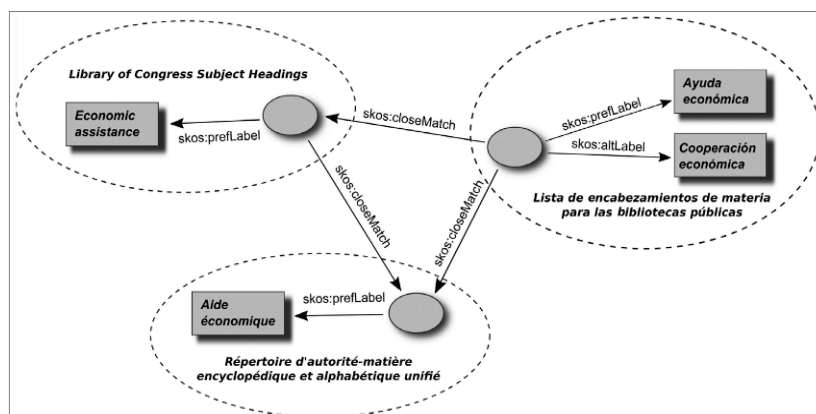 Library of Congress Subject Headings
Economic
assistance
skos:prefLabel
skos:closeMatch
skos:prefLabel
skos:altLabel
Ayuda
económica
Cooperación
económica
Lista de encabezamientos de materia
para las bibliotecas públicas
skos:closeMatch
skos:closeMatch
Aide
économique
skos:prefLabel
Répertoire d'autorité-matière
encyclopédique et alphabétique unifié